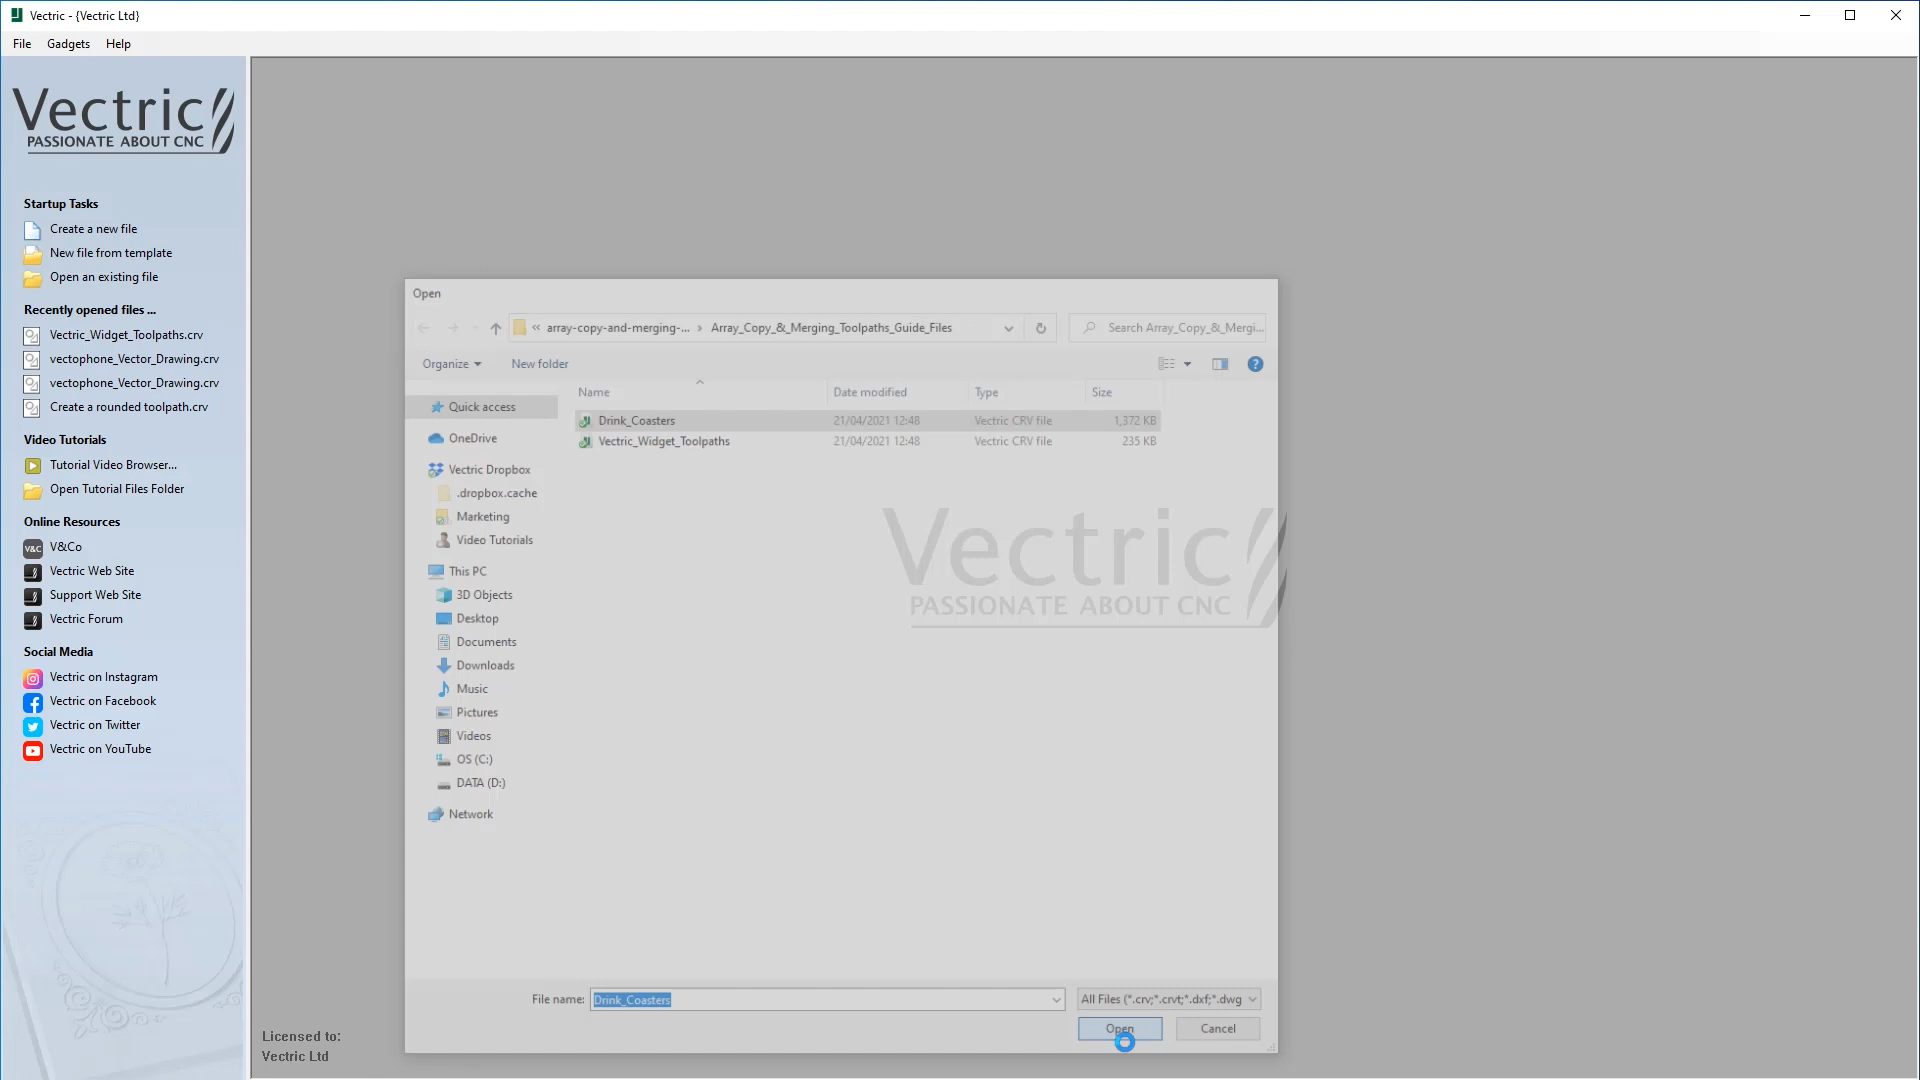 Vectric - {Vectric Ltd}
File Gadgets Help
Vectric
PASSIONATE ABOUT CNC
Startup Tasks
Create a new file
New file from template
Open an existing file
Recently opened files ...
Vectric_Widget_Toolpaths.crv
vectophone_Vector_Drawing.crv
vectophone_Vector_Drawing.crv
Create a rounded toolpath.crv
Video Tutorials
Tutorial Video Browser...
Open Tutorial Files Folder
Online Resources
V&C V&Co
Vectric Web Site
Support Web Site
Vectric Forum
Social Media
Vectric on Instagram
Vectric on Facebook
Vectric on Twitter
Vectric on YouTube
Open
« array-copy-and-merging-... › Array_Copy_&_Merging_Toolpaths_Guide_Files
Search Array_Copy_&_Mergi...
Organize New folder
Name Date modified Type Size
Drink_Coasters 21/04/2021 12:48 Vectric CRV file 1,372 KB
Vectric_Widget_Toolpaths 21/04/2021 12:48 Vectric CRV file 235 KB
Quick access
OneDrive
Vectric Dropbox
.dropbox.cache
Marketing
Video Tutorials
This PC
3D Objects
Desktop
Documents
Downloads
Music
Pictures
Videos
OS (C:)
DATA (D:)
Network
Vectric
PASSIONATE ABOUT CNC
File name: Drink_Coasters All Files (*.crv;*.crvt;*.dxf;*.dwg
Open Cancel
Licensed to:
Vectric Ltd